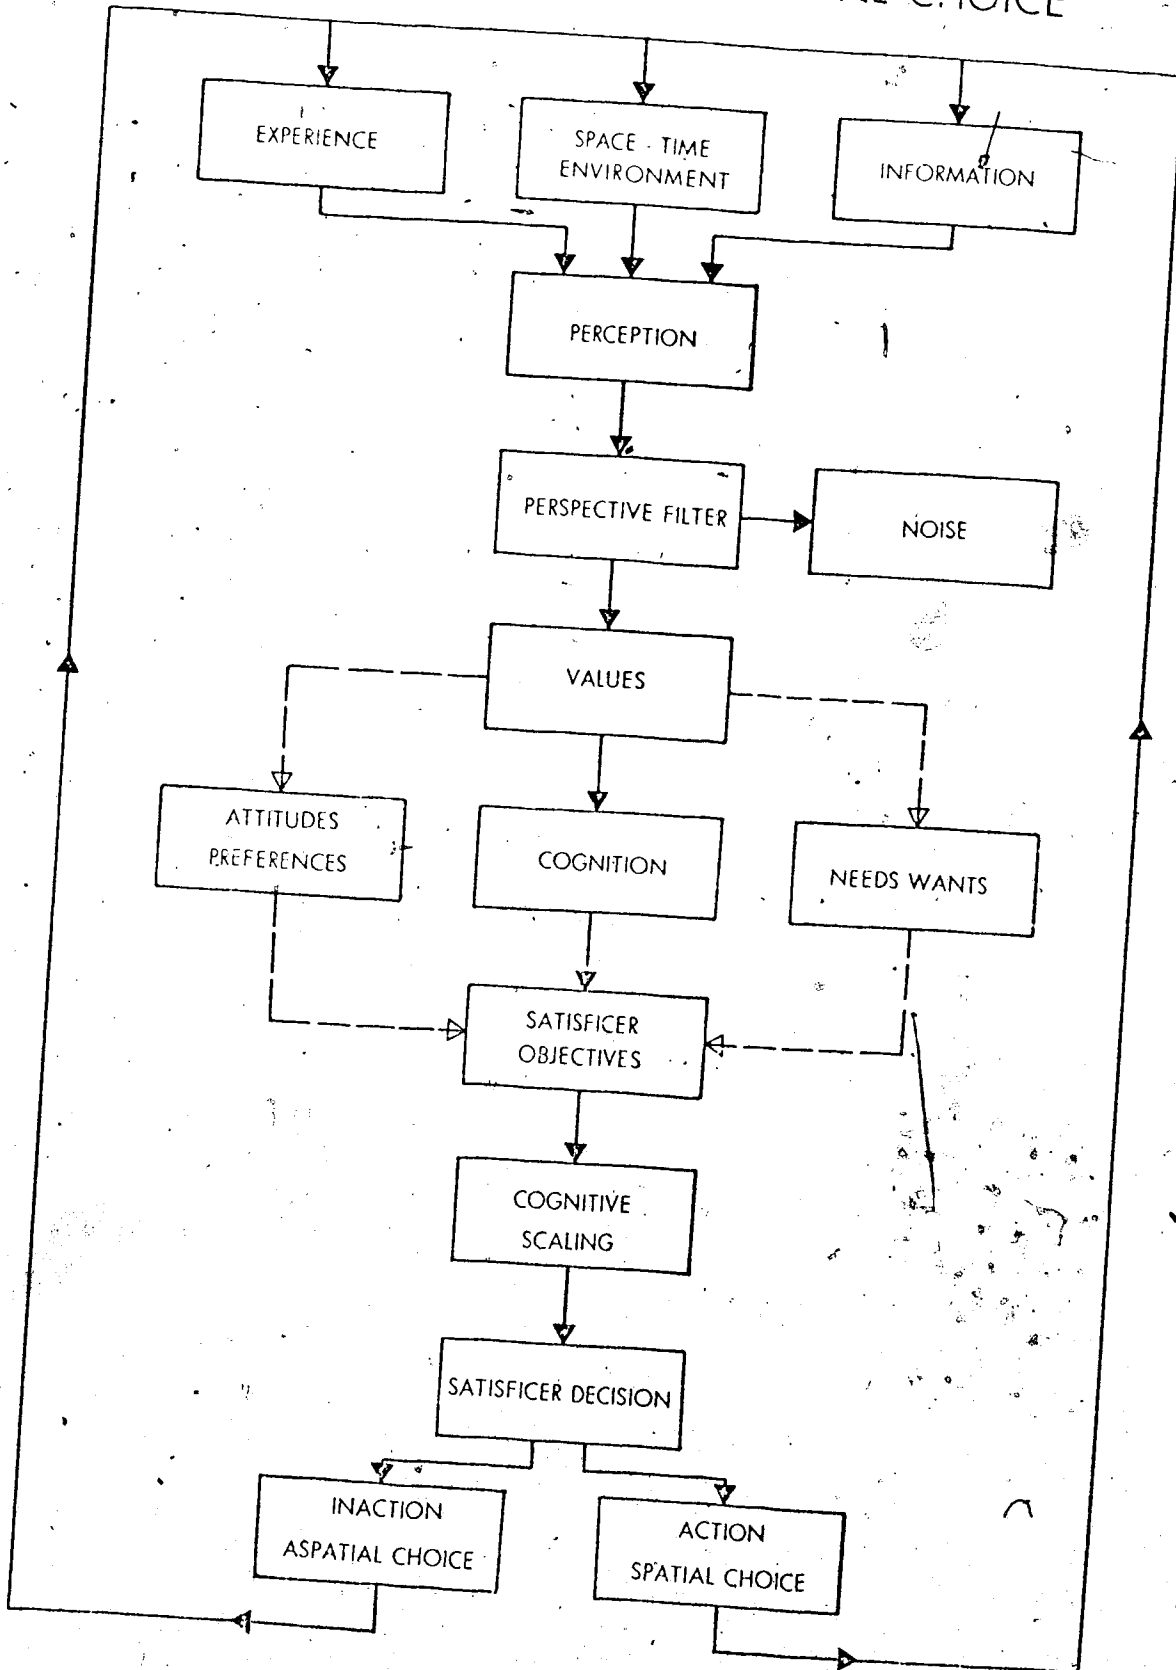 CHOICE
EXPERIENCE
SPACE - TIME
ENVIRONMENT
INFORMATION
PERCEPTION
PERSPECTIVE FILTER
NOISE
VALUES
ATTITUDES
PREFERENCES
COGNITION
NEEDS WANTS
SATISFICER
OBJECTIVES
COGNITIVE
SCALING
SATISFICER DECISION
INACTION
ASPATIAL CHOICE
ACTION
SPATIAL CHOICE